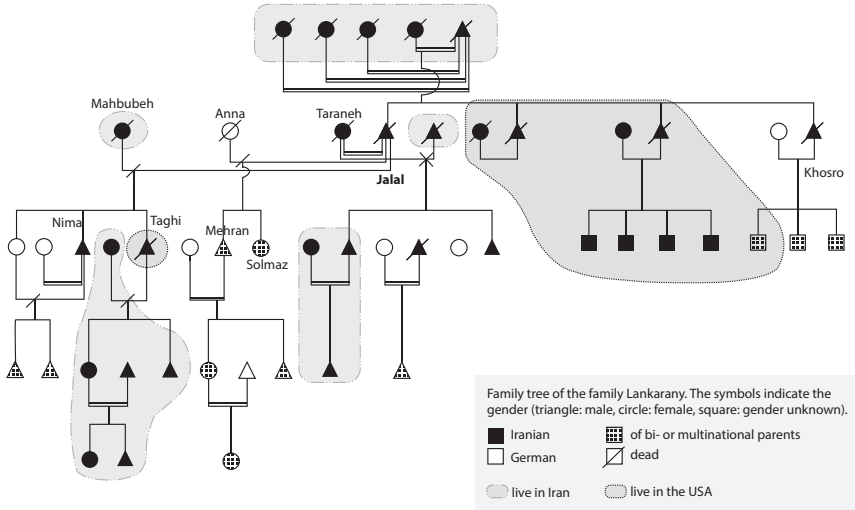 Mahbubeh
Anna
Taraneh
Jalal
Khosro
Nima
Taghi
Mehran
Solmaz
Family tree of the family Lankarany. The symbols indicate the
gender (triangle: male, circle: female, square: gender unknown).
Iranian
of bi- or multinational parents
German
dead
live in Iran
live in the USA